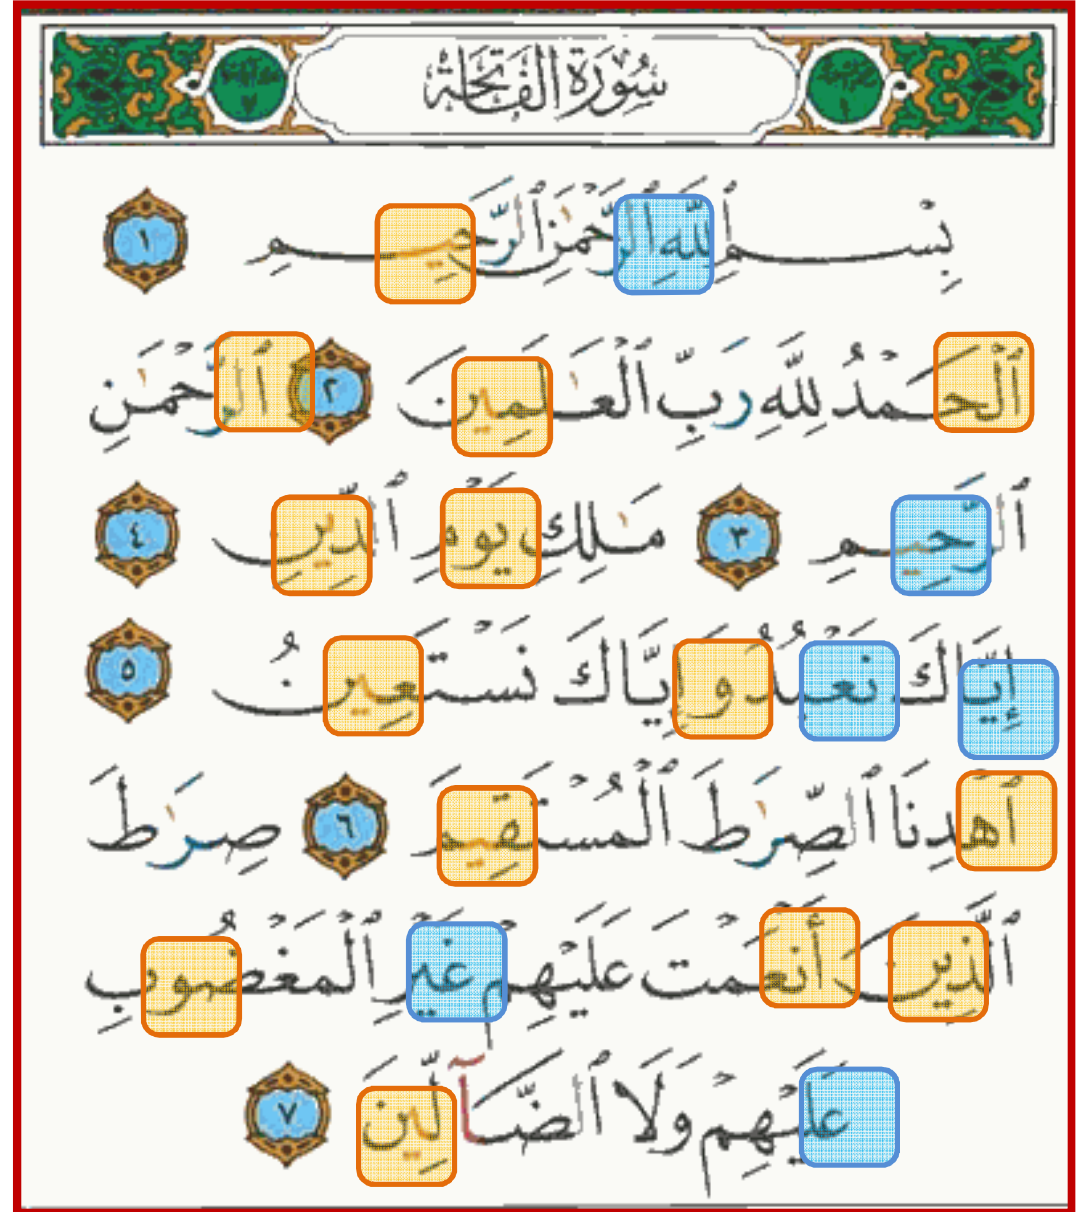 سُورَةُ الفَاتِحَةِ
بِسْمِ ٱللَّهِ ٱلرَّحْمَٰنِ ٱلرَّحِيمِ ١
ٱلْحَمْدُ لِلَّهِ رَبِّ ٱلْعَٰلَمِينَ ٢ ٱلرَّحْمَٰنِ
ٱلرَّحِيمِ ٣ مَٰلِكِ يَوْمِ ٱلدِّينِ ٤
إِيَّاكَ نَعْبُدُ وَإِيَّاكَ نَسْتَعِينُ ٥
ٱهْدِنَا ٱلصِّرَٰطَ ٱلْمُسْتَقِيمَ ٦ صِرَٰطَ
ٱلَّذِينَ أَنْعَمْتَ عَلَيْهِمْ غَيْرِ ٱلْمَغْضُوبِ
عَلَيْهِمْ وَلَا ٱلضَّآلِّينَ ٧